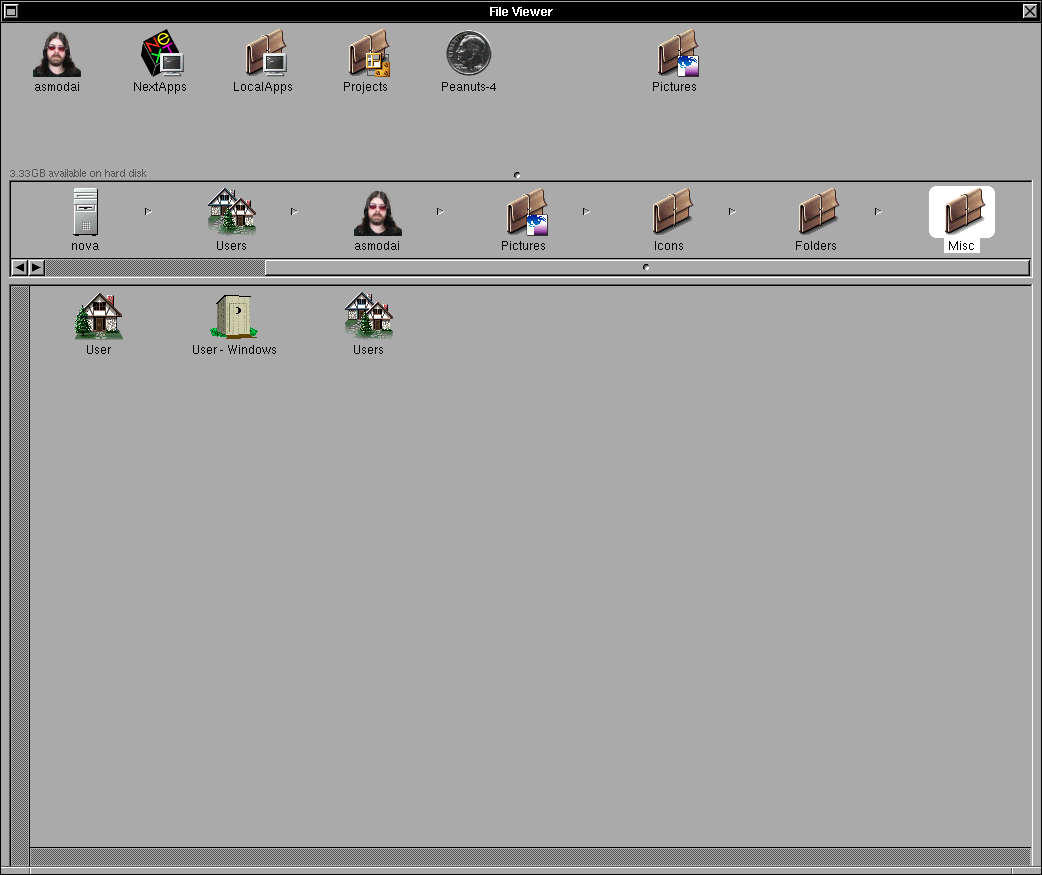 File Viewer
asmodai
NextApps
LocalApps
Projects
Peanuts-4
Pictures
3.33GB available on hard disk
nova
Users
asmodai
Pictures
Icons
Folders
Misc
User
User - Windows
Users